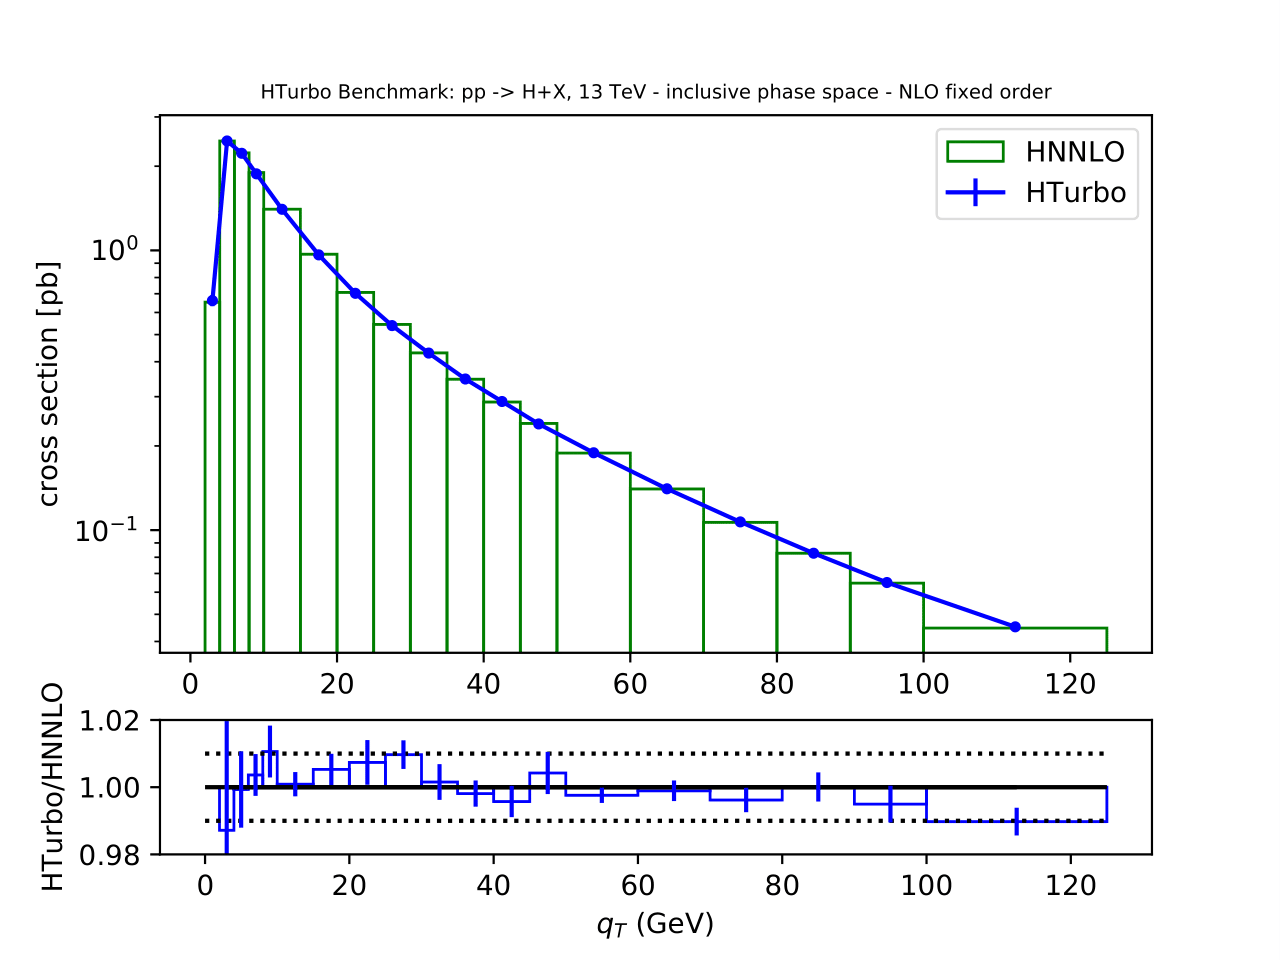 HTurbo Benchmark: pp -> H+X, 13 TeV - inclusive phase space - NLO fixed order
HNNLO
HTurbo
cross section [pb]
10⁰
10⁻¹
0 20 40 60 80 100 120
HTurbo/HNNLO
1.02
1.00
0.98
0 20 40 60 80 100 120
q_T (GeV)